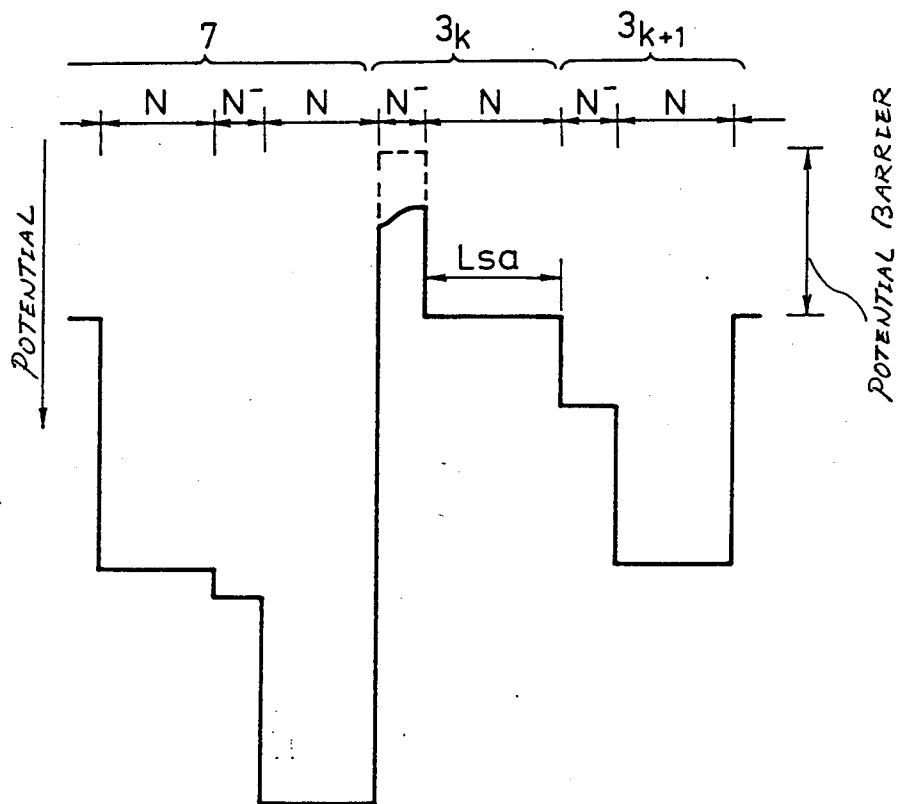 7 3k 3k+1
N N⁻ N N⁻ N N⁻ N
POTENTIAL
Lsa
POTENTIAL BARRIER